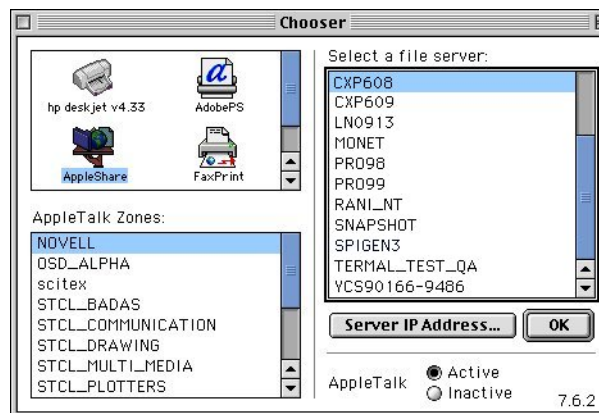 Chooser
hp deskjet v4.33
AdobePS
AppleShare
FaxPrint
AppleTalk Zones:
NOVELL
OSD_ALPHA
scitex
STCL_BADAS
STCL_COMMUNICATION
STCL_DRAWING
STCL_MULTI_MEDIA
STCL_PLOTTERS
Select a file server:
CXP608
CXP609
LN0913
MONET
PRO98
PRO99
RANI_NT
SNAPSHOT
SPIGEN3
TERMAL_TEST_QA
YCS90166-9486
Server IP Address...
OK
AppleTalk
Active
Inactive
7.6.2